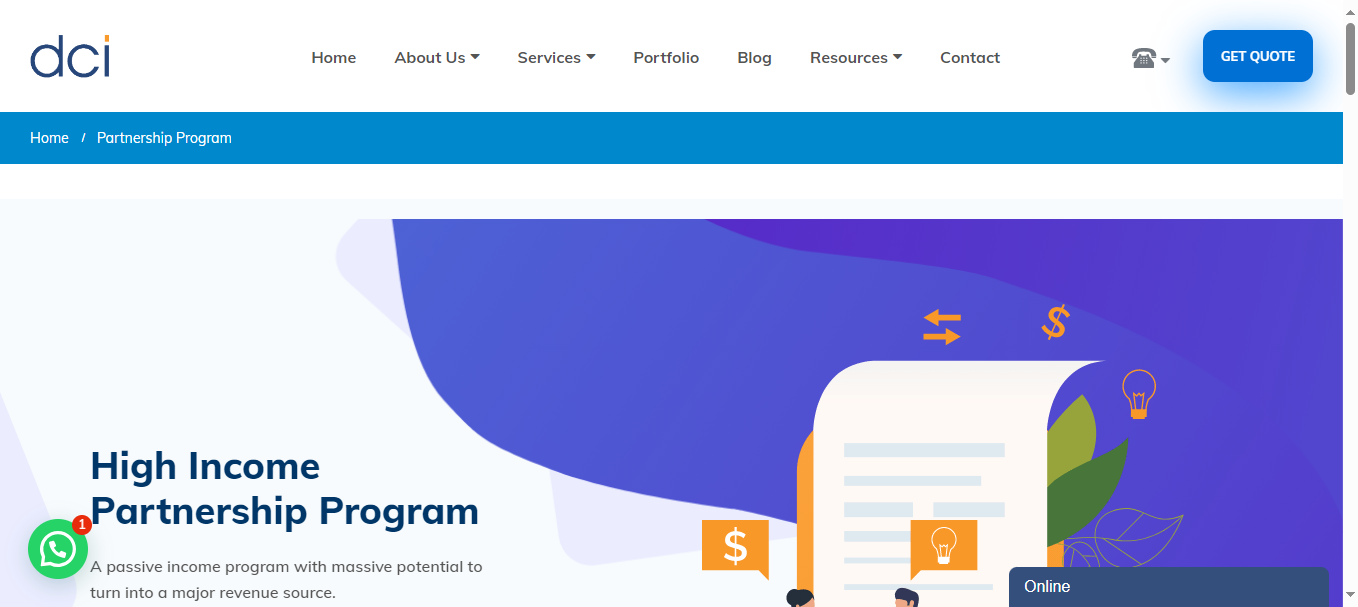 dci
Home About Us Services Portfolio Blog Resources Contact
GET QUOTE
Home / Partnership Program
$
High Income
Partnership Program
$
1
A passive income program with massive potential to
turn into a major revenue source.
Online